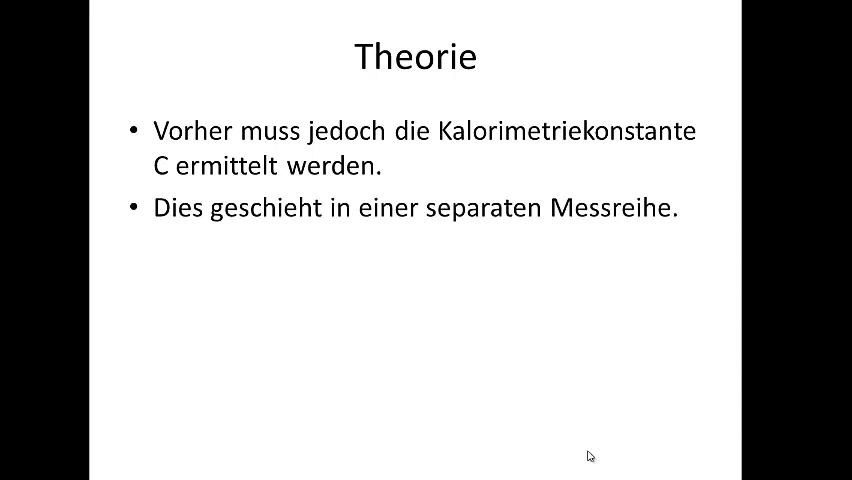 Theorie
• Vorher muss jedoch die Kalorimetriekonstante
C ermittelt werden.
• Dies geschieht in einer separaten Messreihe.